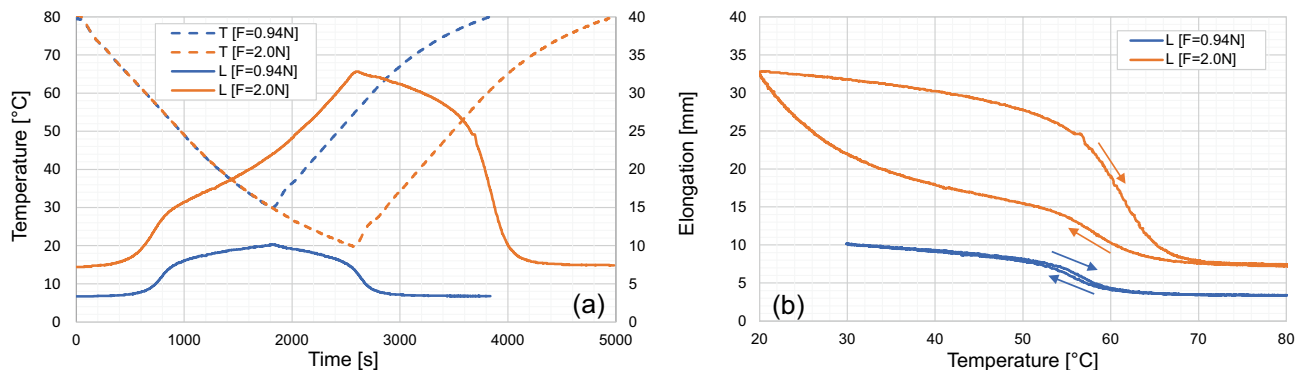 80
70
60
50
40
30
20
10
0
Temperature [°C]
40
35
30
25
20
15
10
5
0
T [F=0.94N]
T [F=2.0N]
L [F=0.94N]
L [F=2.0N]
(a)
0 1000 2000 3000 4000 5000
Time [s]
Elongation [mm]
40
35
30
25
20
15
10
5
0
L [F=0.94N]
L [F=2.0N]
(b)
20 30 40 50 60 70 80
Temperature [°C]